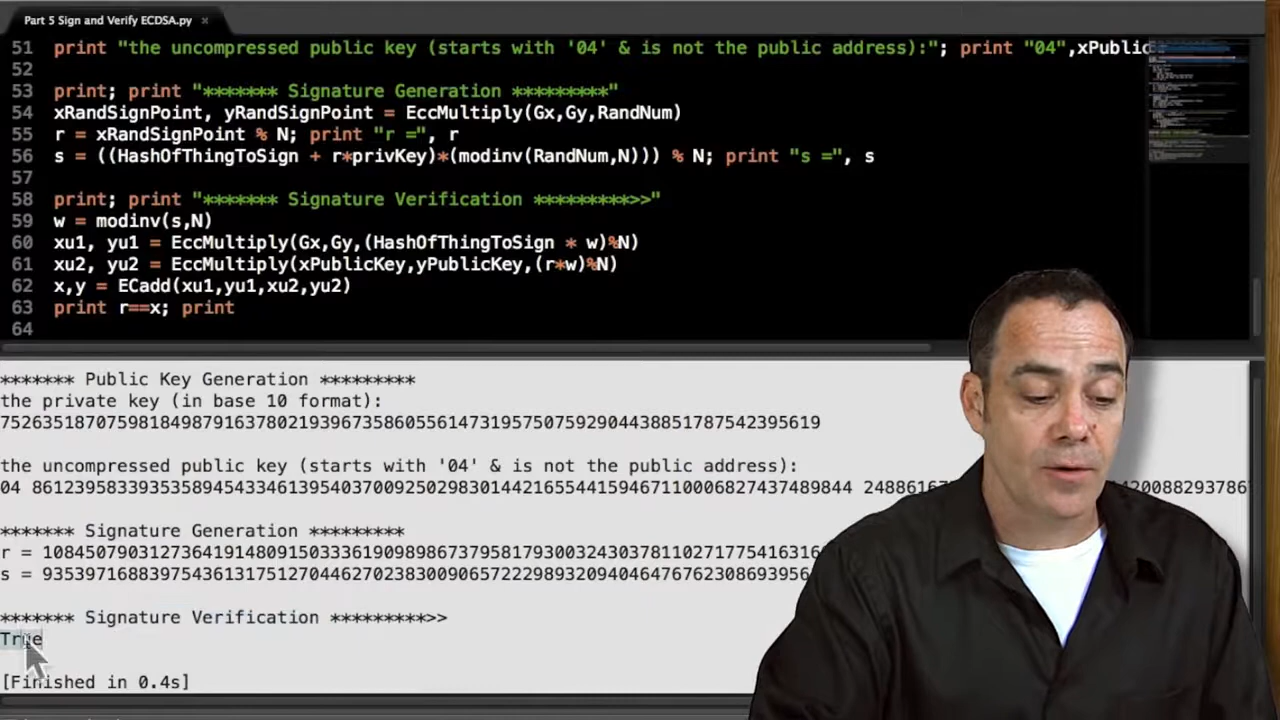 Part 5 Sign and Verify ECDSA.py ×
51 print "the uncompressed public key (starts with '04' & is not the public address):"; print "04",xPublic
52
53 print; print "******* Signature Generation *********"
54 xRandSignPoint, yRandSignPoint = EccMultiply(Gx,Gy,RandNum)
55 r = xRandSignPoint % N; print "r =", r
56 s = ((HashOfThingToSign + r*privKey)*(modinv(RandNum,N))) % N; print "s =", s
57
58 print; print "******* Signature Verification *********>>"
59 w = modinv(s,N)
60 xu1, yu1 = EccMultiply(Gx,Gy,(HashOfThingToSign * w)%N)
61 xu2, yu2 = EccMultiply(xPublicKey,yPublicKey,(r*w)%N)
62 x,y = ECadd(xu1,yu1,xu2,yu2)
63 print r==x; print
64
******* Public Key Generation *********
the private key (in base 10 format):
75263518707598184987916378021939673586055614731957507592904438851787542395619
the uncompressed public key (starts with '04' & is not the public address):
04 86123958339353589454334613954037009250298301442165544159467110006827437489844 248861
******* Signature Generation *********
r = 108450790312736419148091503336190989867379581793003243037811027177541631
s = 9353971688397543613175127044627023830090657222989320940464767623086939
******* Signature Verification *********>>
True
[Finished in 0.4s]